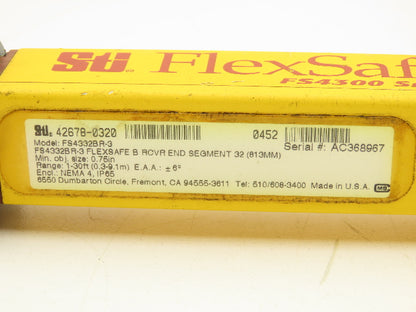 Sti FlexSaf
FS4300 S
Sti. 42678-0320 0452 Serial #: AC368967
Model: FS4332BR-3
FS4332BR-3 FLEXSAFE B RCVR END SEGMENT 32 (813MM)
Min. obj. size: 0.75in
Range: 1-30ft (0.3-9.1m) E.A.A.: ±6°
Encl.: NEMA 4, IP65
6550 Dumbarton Circle, Fremont, CA 94555-3611 Tel: 510/608-3400 Made in U.S.A.